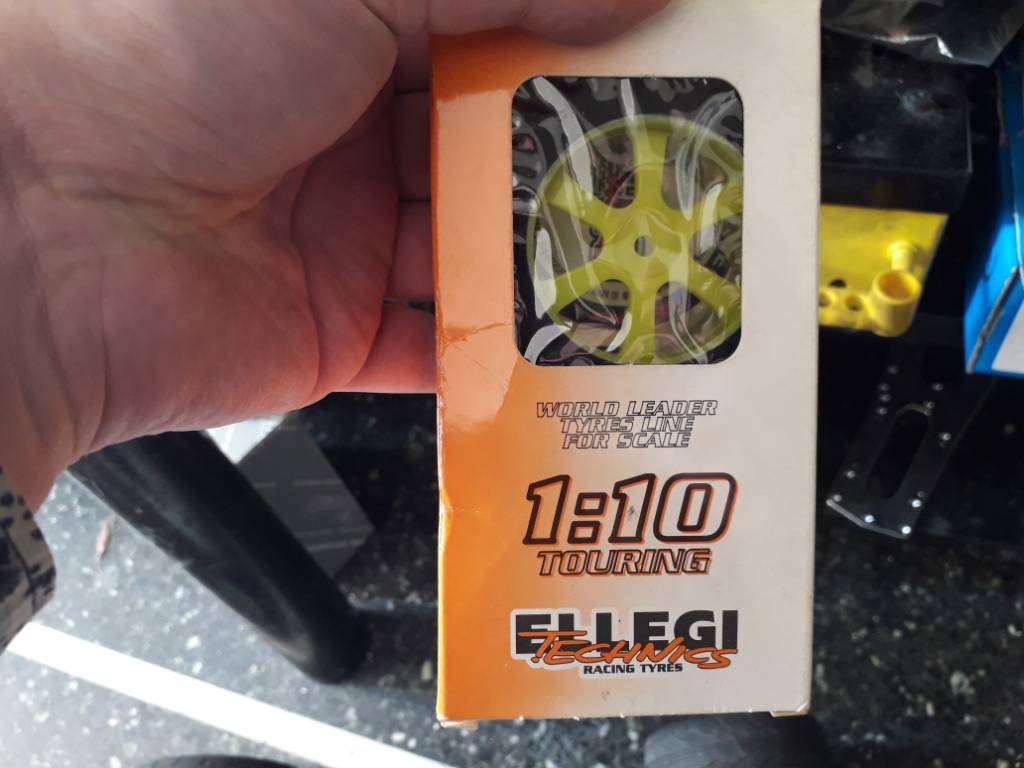 WORLD LEADER
TYRES LINE
FOR SCALE
1:10
TOURING
ELLEGI
TECHNICS
RACING TYRES